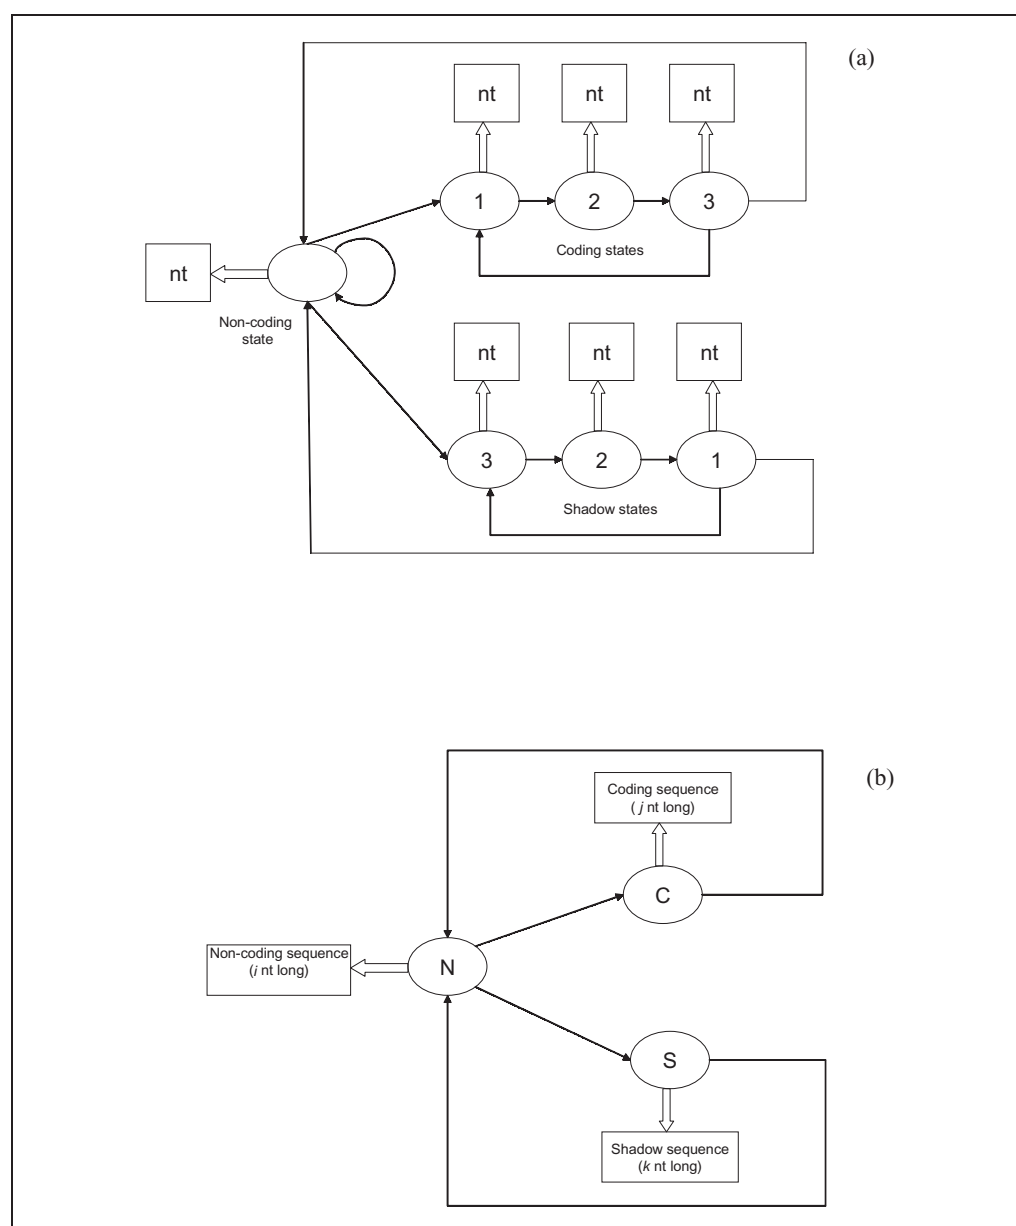 (a)
nt
nt
nt
1
2
3
Coding states
nt
Non-coding
state
nt
nt
nt
3
2
1
Shadow states
(b)
Coding sequence
( j nt long)
C
Non-coding sequence
(i nt long)
N
S
Shadow sequence
(k nt long)